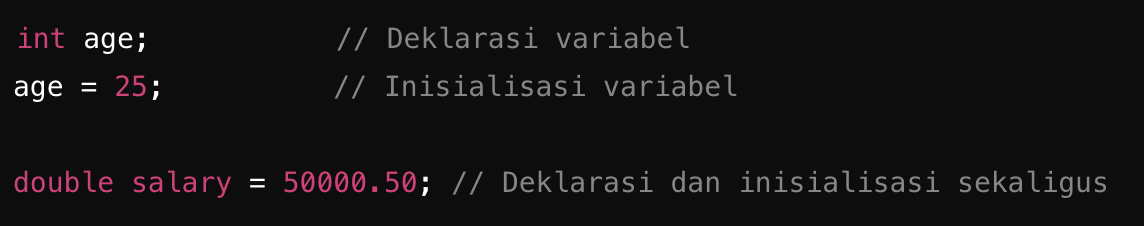 int age;           // Deklarasi variabel
age = 25;          // Inisialisasi variabel
double salary = 50000.50; // Deklarasi dan inisialisasi sekaligus